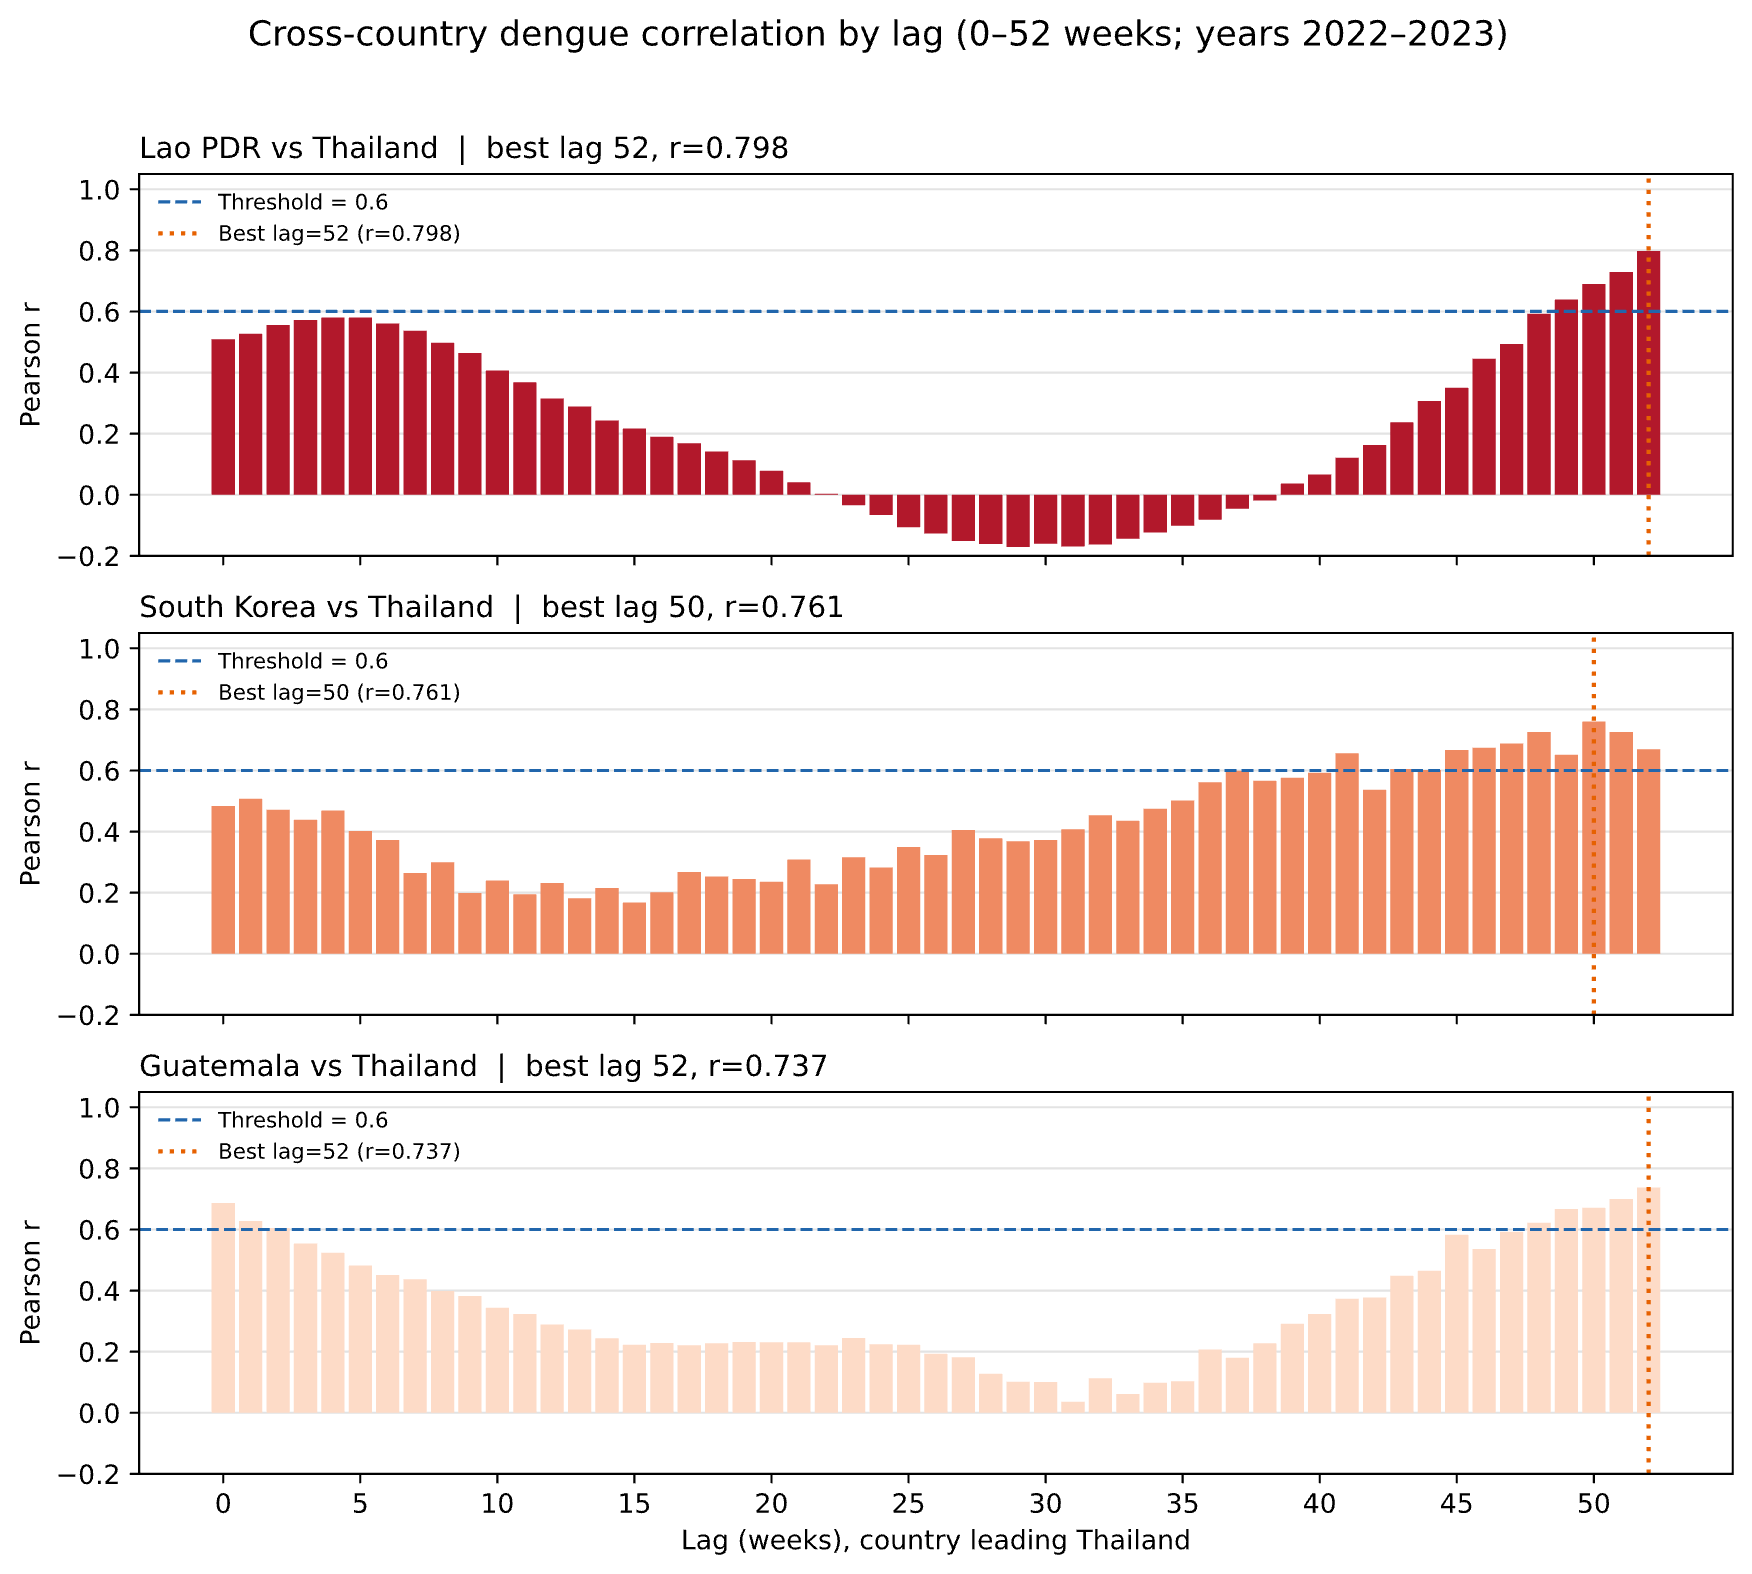 Cross-country dengue correlation by lag (0–52 weeks; years 2022–2023)
Lao PDR vs Thailand | best lag 52, r=0.798
1.0
0.8
0.6
0.4
0.2
0.0
−0.2
Pearson r
Threshold = 0.6
Best lag=52 (r=0.798)
South Korea vs Thailand | best lag 50, r=0.761
1.0
0.8
0.6
0.4
0.2
0.0
−0.2
Pearson r
Threshold = 0.6
Best lag=50 (r=0.761)
Guatemala vs Thailand | best lag 52, r=0.737
1.0
0.8
0.6
0.4
0.2
0.0
−0.2
Pearson r
Threshold = 0.6
Best lag=52 (r=0.737)
0 5 10 15 20 25 30 35 40 45 50
Lag (weeks), country leading Thailand